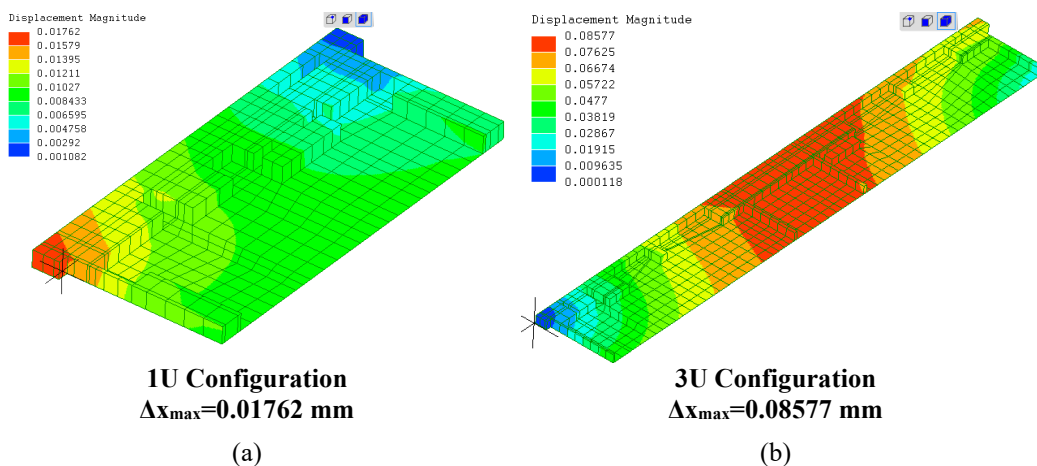 Displacement Magnitude
0.01762
0.01579
0.01395
0.01211
0.01027
0.008433
0.006595
0.004758
0.00292
0.001082
1U Configuration
Δxmax=0.01762 mm
(a)
Displacement Magnitude
0.08577
0.07625
0.06674
0.05722
0.0477
0.03819
0.02867
0.01915
0.009635
0.000118
3U Configuration
Δxmax=0.08577 mm
(b)